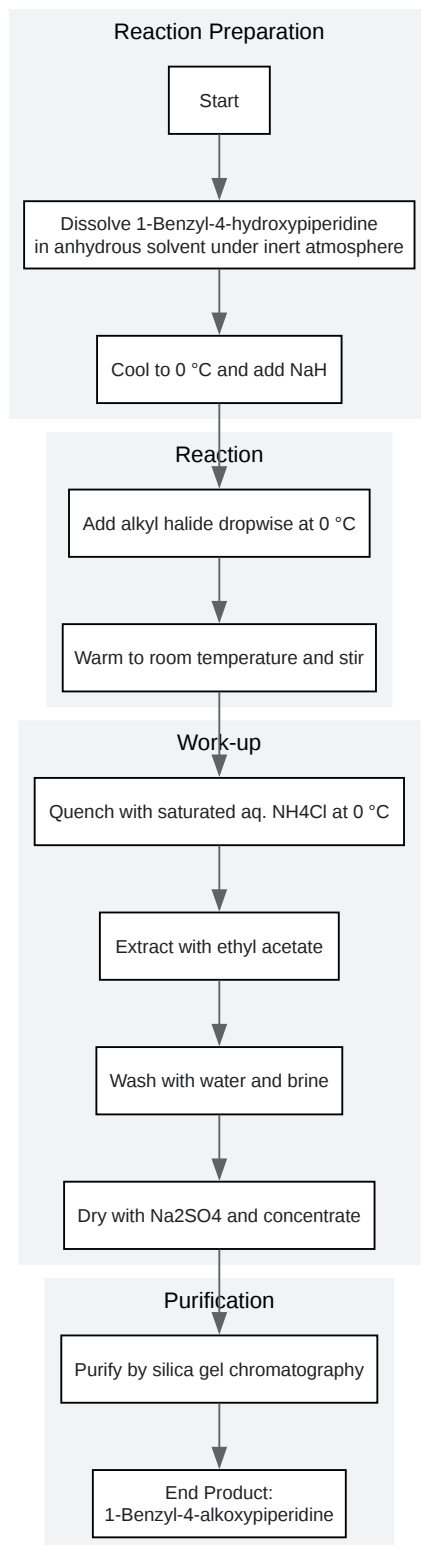 Reaction Preparation
Start
Dissolve 1-Benzyl-4-hydroxypiperidine
in anhydrous solvent under inert atmosphere
Cool to 0 °C and add NaH
Reaction
Add alkyl halide dropwise at 0 °C
Warm to room temperature and stir
Work-up
Quench with saturated aq. NH4Cl at 0 °C
Extract with ethyl acetate
Wash with water and brine
Dry with Na2SO4 and concentrate
Purification
Purify by silica gel chromatography
End Product:
1-Benzyl-4-alkoxypiperidine